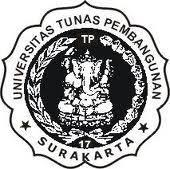 UNIVERSITAS TUNAS PEMBANGUNAN
TP
17
SURAKARTA